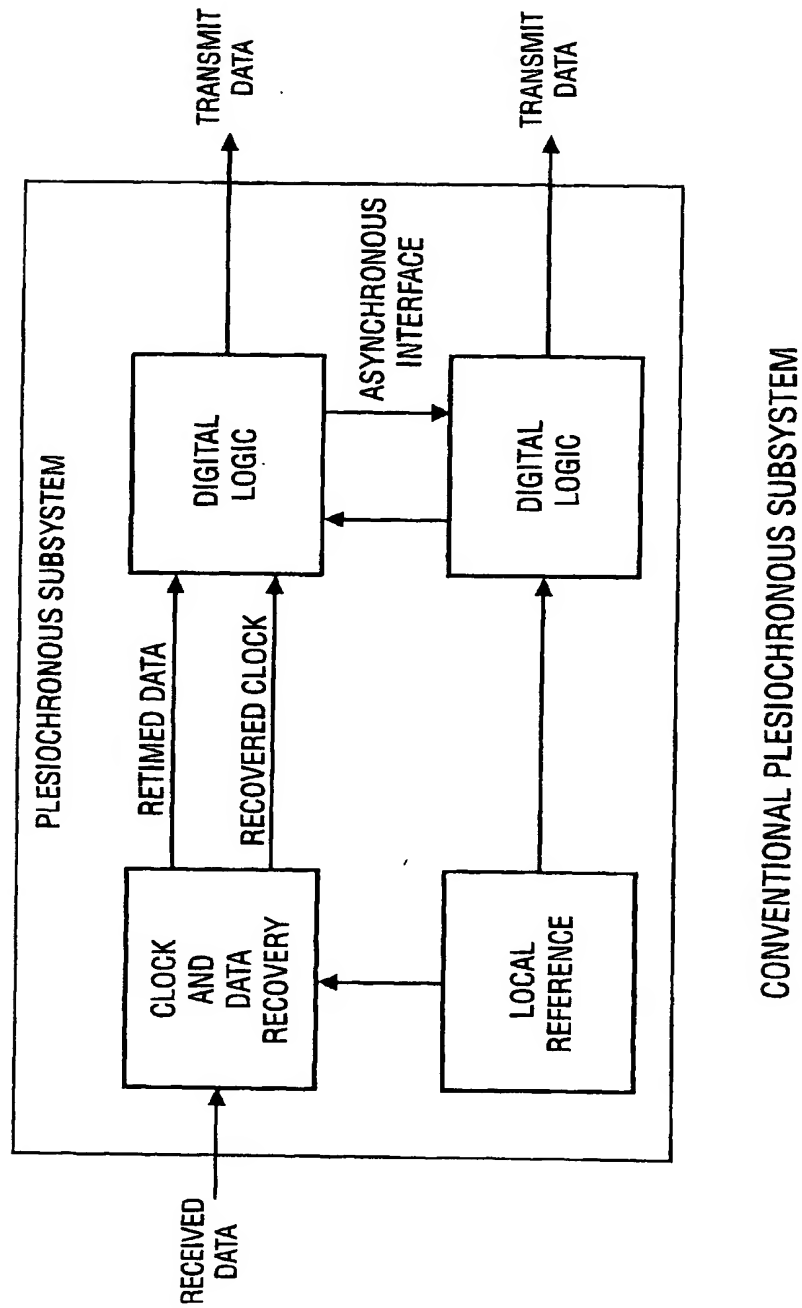 PLESIOCHRONOUS SUBSYSTEM
RECEIVED
DATA
CLOCK
AND
DATA
RECOVERY
RETIMED DATA
RECOVERED CLOCK
DIGITAL
LOGIC
TRANSMIT
DATA
ASYNCHRONOUS
INTERFACE
LOCAL
REFERENCE
DIGITAL
LOGIC
TRANSMIT
DATA
CONVENTIONAL PLESIOCHRONOUS SUBSYSTEM